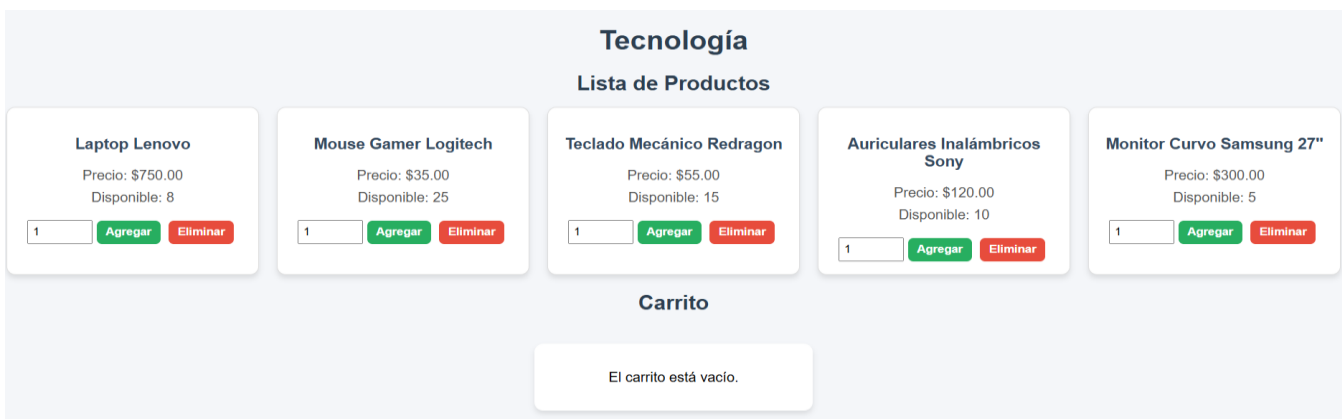 Tecnología
Lista de Productos
Laptop Lenovo
Precio: $750.00
Disponible: 8
1 Agregar Eliminar
Mouse Gamer Logitech
Precio: $35.00
Disponible: 25
1 Agregar Eliminar
Teclado Mecánico Redragon
Precio: $55.00
Disponible: 15
1 Agregar Eliminar
Auriculares Inalámbricos
Sony
Precio: $120.00
Disponible: 10
1 Agregar Eliminar
Monitor Curvo Samsung 27"
Precio: $300.00
Disponible: 5
1 Agregar Eliminar
Carrito
El carrito está vacío.